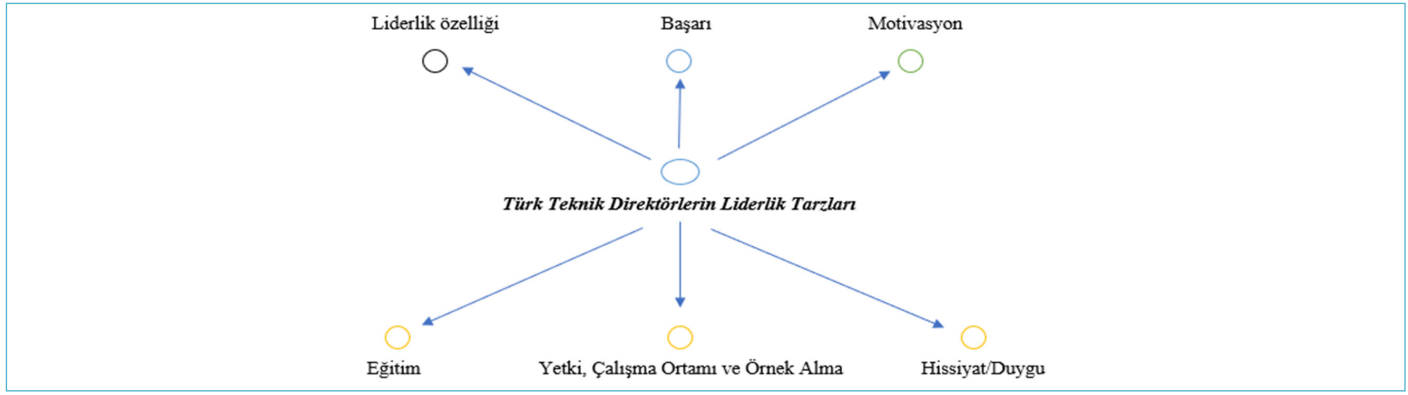 Liderlik özelliği
Başarı
Motivasyon
Türk Teknik Direktörlerin Liderlik Tarzları
Eğitim
Yetki, Çalışma Ortamı ve Örnek Alma
Hissiyat/Duygu